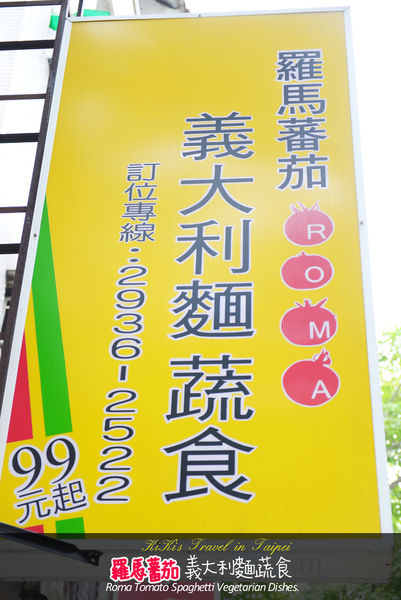 羅馬蕃茄
ROMA
義大利麵蔬食
訂位專線:2936-2522
99
元起
KiKi's Travel in Taipei
羅馬蕃茄 義大利麵蔬食
Roma Tomato Spaghetti Vegetarian Dishes.